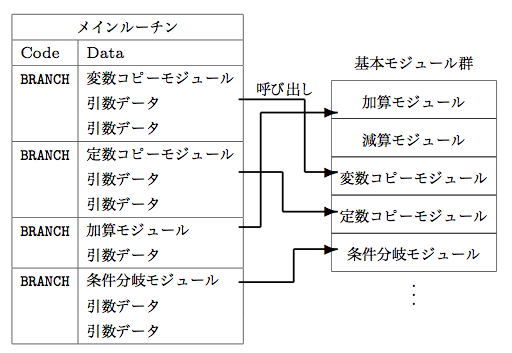 メインルーチン
Code Data
BRANCH 変数コピーモジュール
引数データ
引数データ
BRANCH 定数コピーモジュール
引数データ
引数データ
BRANCH 加算モジュール
引数データ
BRANCH 条件分岐モジュール
引数データ
引数データ
呼び出し
基本モジュール群
加算モジュール
減算モジュール
変数コピーモジュール
定数コピーモジュール
条件分岐モジュール
⋮